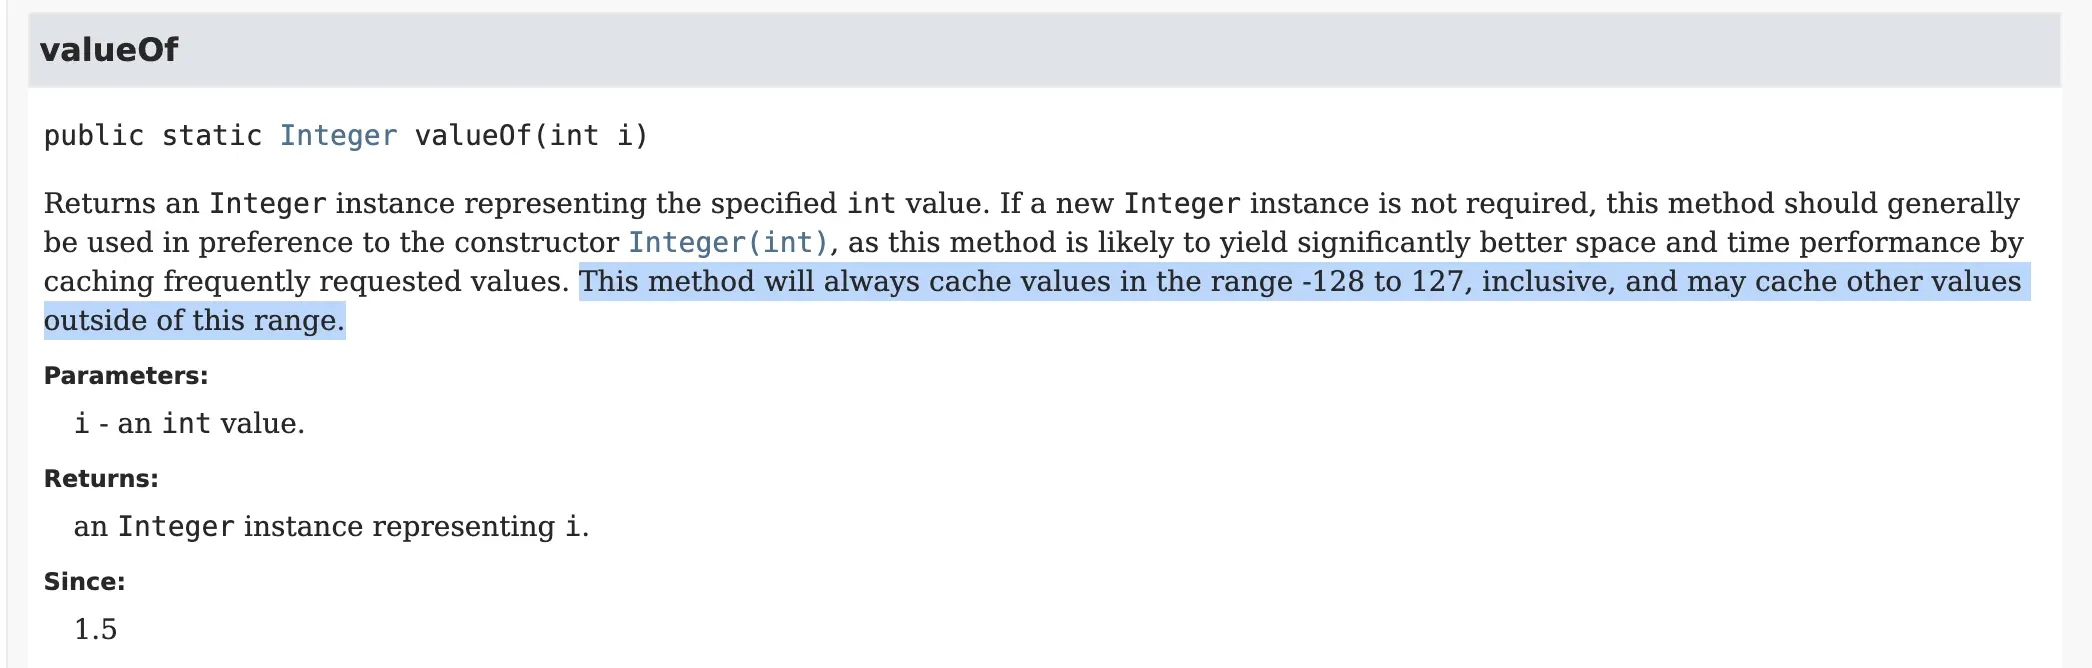 valueOf
public static Integer valueOf(int i)
Returns an Integer instance representing the specified int value. If a new Integer instance is not required, this method should generally
be used in preference to the constructor Integer(int), as this method is likely to yield significantly better space and time performance by
caching frequently requested values. This method will always cache values in the range -128 to 127, inclusive, and may cache other values
outside of this range.
Parameters:
i - an int value.
Returns:
an Integer instance representing i.
Since:
1.5